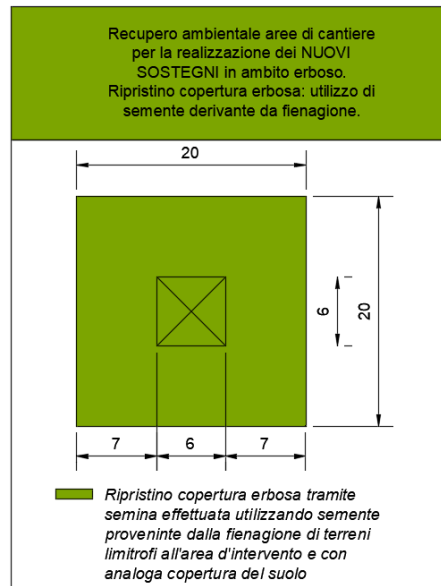 Recupero ambientale aree di cantiere
per la realizzazione dei NUOVI
SOSTEGNI in ambito erboso.
Ripristino copertura erbosa: utilizzo di
semente derivante da fienagione.
20
6
20
7
6
7
Ripristino copertura erbosa tramite
semina effettuata utilizzando semente
proveninte dalla fienagione di terreni
limitrofi all'area d'intervento e con
analoga copertura del suolo